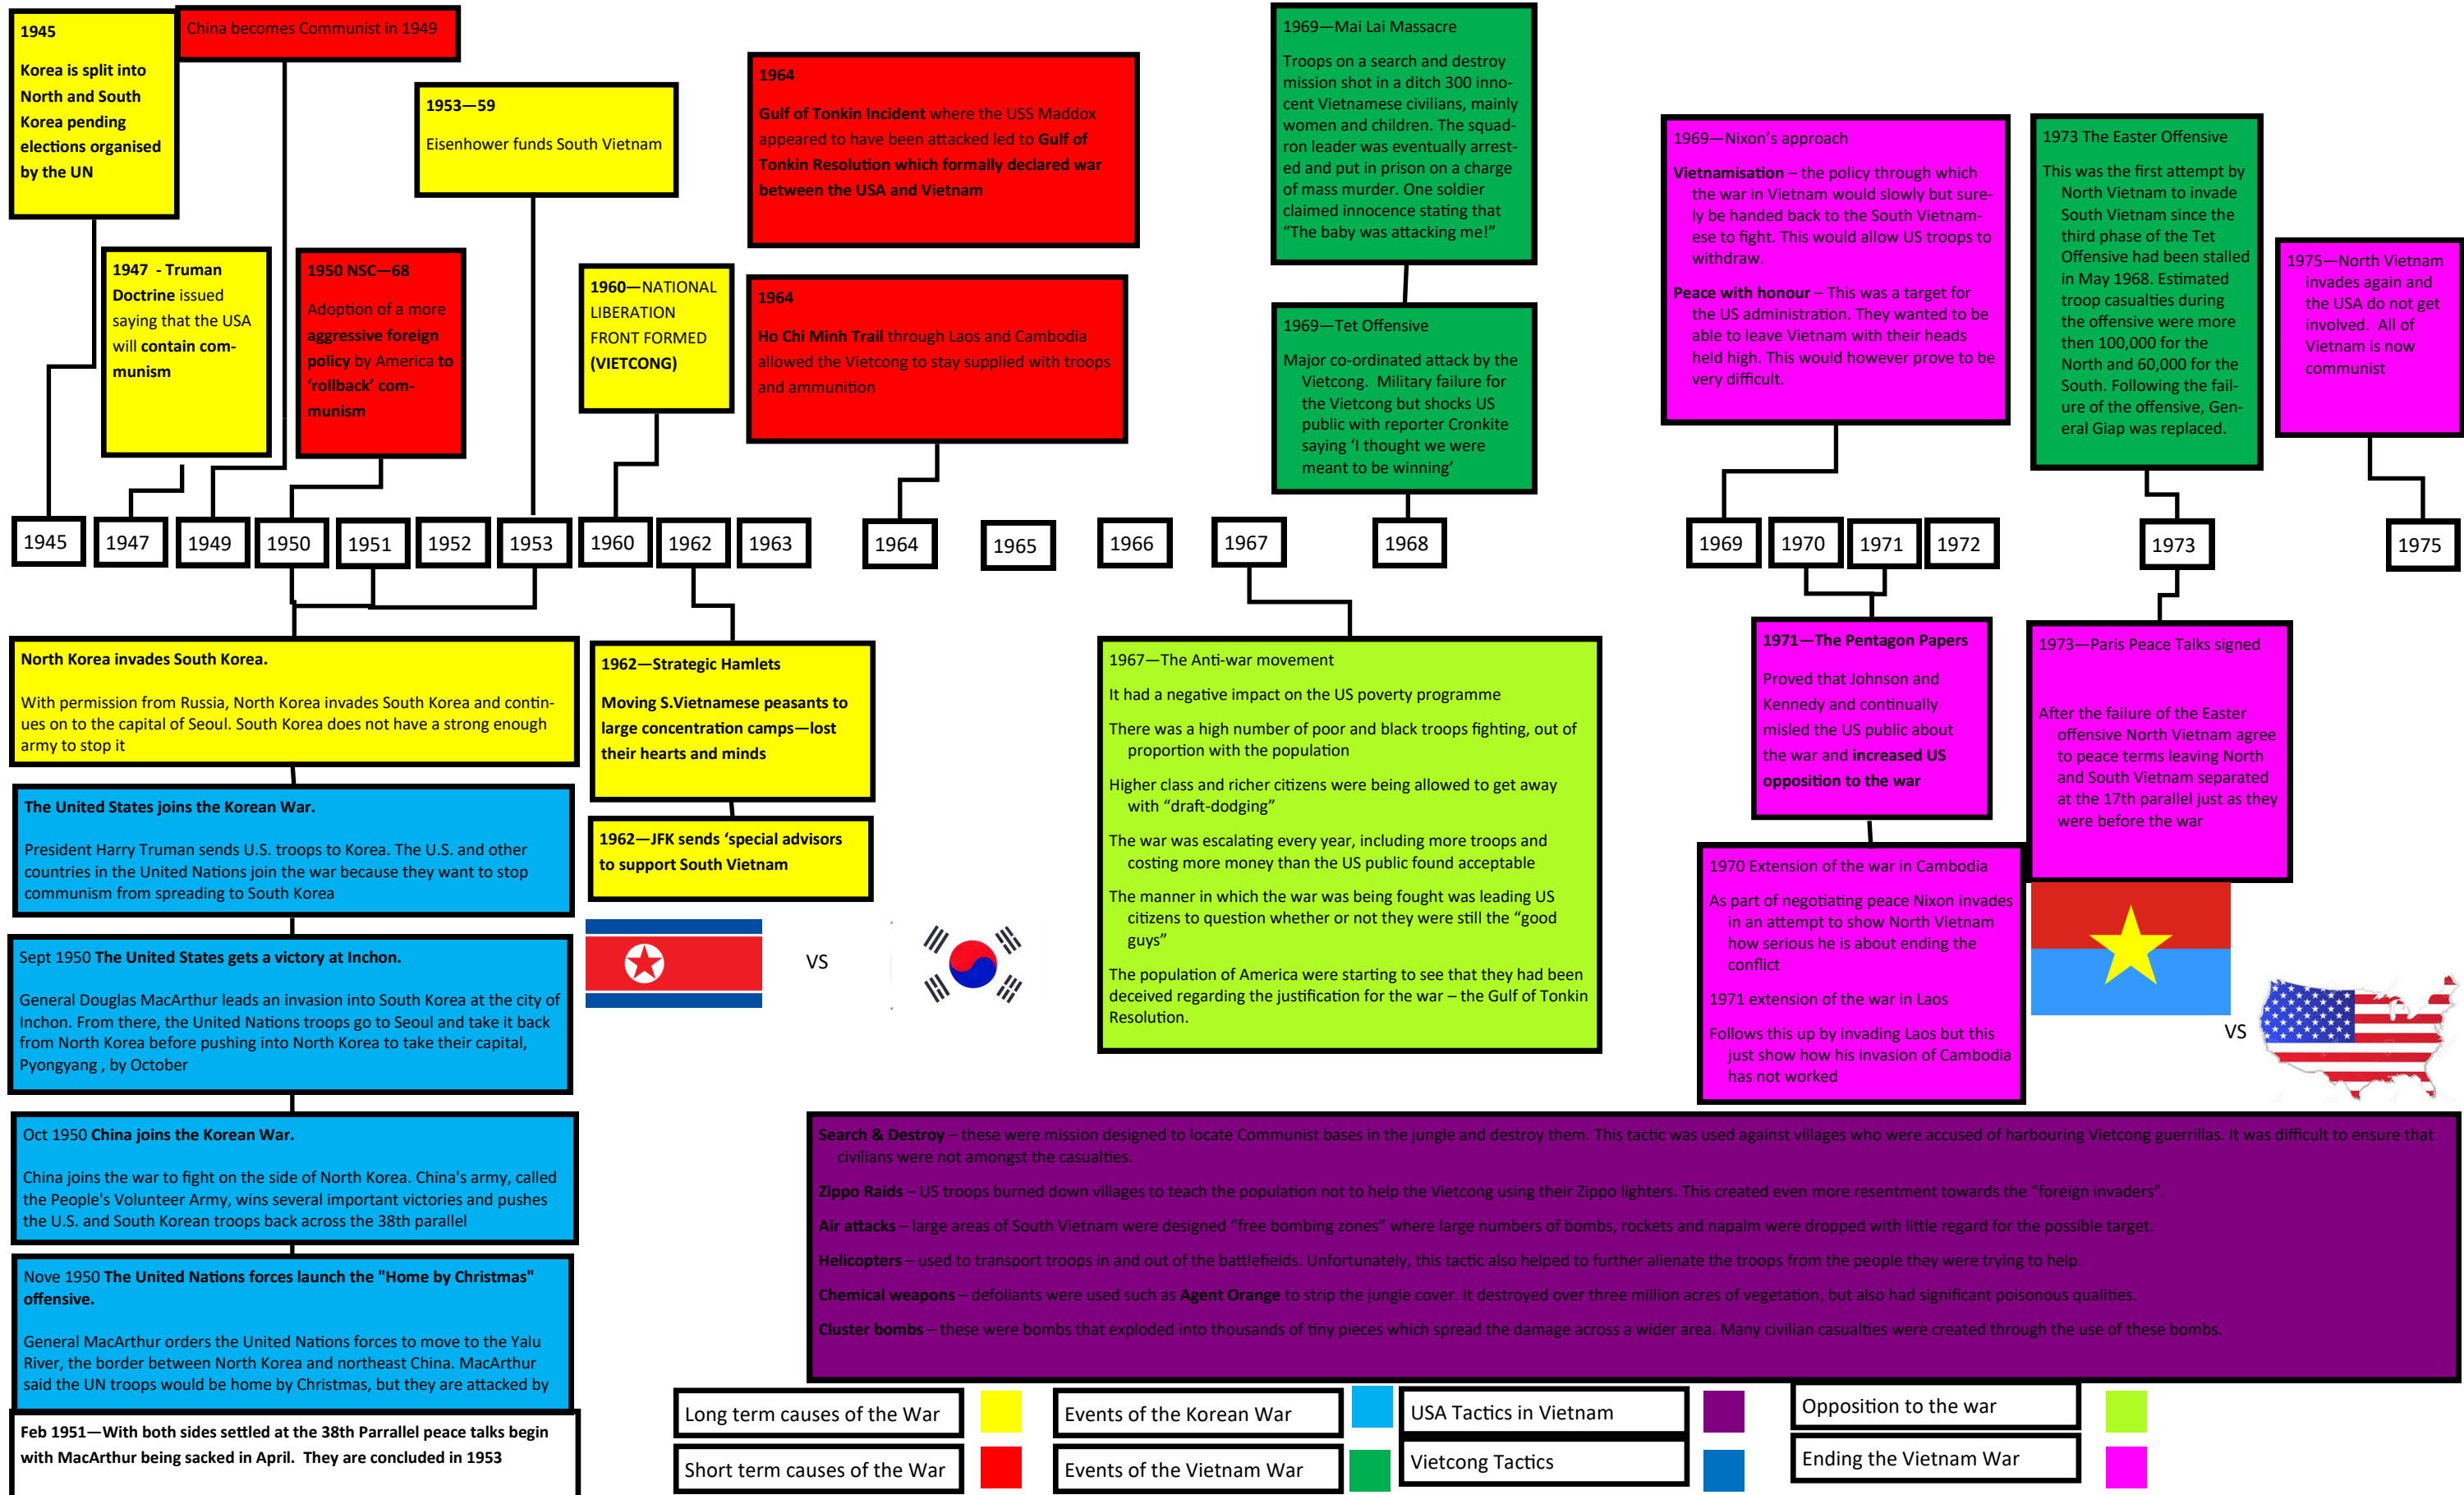 1945
Korea is split into
North and South
Korea pending
elections organised
by the UN
China becomes Communist in 1949
1947 - Truman
Doctrine issued
saying that the USA
will contain com-
munism
1950 NSC—68
Adoption of a more
aggressive foreign
policy by America to
‘rollback’ com-
munism
1953—59
Eisenhower funds South Vietnam
1960—NATIONAL
LIBERATION
FRONT FORMED
(VIETCONG)
1964
Gulf of Tonkin Incident where the USS Maddox
appeared to have been attacked led to Gulf of
Tonkin Resolution which formally declared war
between the USA and Vietnam
1964
Ho Chi Minh Trail through Laos and Cambodia
allowed the Vietcong to stay supplied with troops
and ammunition
1969—Mai Lai Massacre
Troops on a search and destroy
mission shot in a ditch 300 inno-
cent Vietnamese civilians, mainly
women and children. The squad-
ron leader was eventually arrest-
ed and put in prison on a charge
of mass murder. One soldier
claimed innocence stating that
“The baby was attacking me!”
1969—Tet Offensive
Major co-ordinated attack by the
Vietcong. Military failure for
the Vietcong but shocks US
public with reporter Cronkite
saying ‘I thought we were
meant to be winning’
1969—Nixon’s approach
Vietnamisation – the policy through which
the war in Vietnam would slowly but sure-
ly be handed back to the South Vietnam-
ese to fight. This would allow US troops to
withdraw.
Peace with honour – This was a target for
the US administration. They wanted to be
able to leave Vietnam with their heads
held high. This would however prove to be
very difficult.
1973 The Easter Offensive
This was the first attempt by
North Vietnam to invade
South Vietnam since the
third phase of the Tet
Offensive had been stalled
in May 1968. Estimated
troop casualties during
the offensive were more
then 100,000 for the
North and 60,000 for the
South. Following the fail-
ure of the offensive, Gen-
eral Giap was replaced.
1975—North Vietnam
invades again and
the USA do not get
involved. All of
Vietnam is now
communist
1945
1947
1949
1950
1951
1952
1953
1960
1962
1963
1964
1965
1966
1967
1968
1969
1970
1971
1972
1973
1975
North Korea invades South Korea.
With permission from Russia, North Korea invades South Korea and contin-
ues on to the capital of Seoul. South Korea does not have a strong enough
army to stop it
The United States joins the Korean War.
President Harry Truman sends U.S. troops to Korea. The U.S. and other
countries in the United Nations join the war because they want to stop
communism from spreading to South Korea
Sept 1950 The United States gets a victory at Inchon.
General Douglas MacArthur leads an invasion into South Korea at the city of
Inchon. From there, the United Nations troops go to Seoul and take it back
from North Korea before pushing into North Korea to take their capital,
Pyongyang , by October
Oct 1950 China joins the Korean War.
China joins the war to fight on the side of North Korea. China's army, called
the People's Volunteer Army, wins several important victories and pushes
the U.S. and South Korean troops back across the 38th parallel
Nove 1950 The United Nations forces launch the "Home by Christmas"
offensive.
General MacArthur orders the United Nations forces to move to the Yalu
River, the border between North Korea and northeast China. MacArthur
said the UN troops would be home by Christmas, but they are attacked by
Feb 1951—With both sides settled at the 38th Parrallel peace talks begin
with MacArthur being sacked in April. They are concluded in 1953
1962—Strategic Hamlets
Moving S.Vietnamese peasants to
large concentration camps—lost
their hearts and minds
1962—JFK sends ‘special advisors
to support South Vietnam
VS
1967—The Anti-war movement
It had a negative impact on the US poverty programme
There was a high number of poor and black troops fighting, out of
proportion with the population
Higher class and richer citizens were being allowed to get away
with “draft-dodging”
The war was escalating every year, including more troops and
costing more money than the US public found acceptable
The manner in which the war was being fought was leading US
citizens to question whether or not they were still the “good
guys”
The population of America were starting to see that they had been
deceived regarding the justification for the war – the Gulf of Tonkin
Resolution.
1971—The Pentagon Papers
Proved that Johnson and
Kennedy and continually
misled the US public about
the war and increased US
opposition to the war
1970 Extension of the war in Cambodia
As part of negotiating peace Nixon invades
in an attempt to show North Vietnam
how serious he is about ending the
conflict
1971 extension of the war in Laos
Follows this up by invading Laos but this
just show how his invasion of Cambodia
has not worked
1973—Paris Peace Talks signed
After the failure of the Easter
offensive North Vietnam agree
to peace terms leaving North
and South Vietnam separated
at the 17th parallel just as they
were before the war
VS
Search & Destroy – these were mission designed to locate Communist bases in the jungle and destroy them. This tactic was used against villages who were accused of harbouring Vietcong guerrillas. It was difficult to ensure that
civilians were not amongst the casualties.
Zippo Raids – US troops burned down villages to teach the population not to help the Vietcong using their Zippo lighters. This created even more resentment towards the “foreign invaders”.
Air attacks – large areas of South Vietnam were designed “free bombing zones” where large numbers of bombs, rockets and napalm were dropped with little regard for the possible target.
Helicopters – used to transport troops in and out of the battlefields. Unfortunately, this tactic also helped to further alienate the troops from the people they were trying to help.
Chemical weapons – defoliants were used such as Agent Orange to strip the jungle cover. It destroyed over three million acres of vegetation, but also had significant poisonous qualities.
Cluster bombs – these were bombs that exploded into thousands of tiny pieces which spread the damage across a wider area. Many civilian casualties were created through the use of these bombs.
Long term causes of the War
Events of the Korean War
USA Tactics in Vietnam
Opposition to the war
Short term causes of the War
Events of the Vietnam War
Vietcong Tactics
Ending the Vietnam War